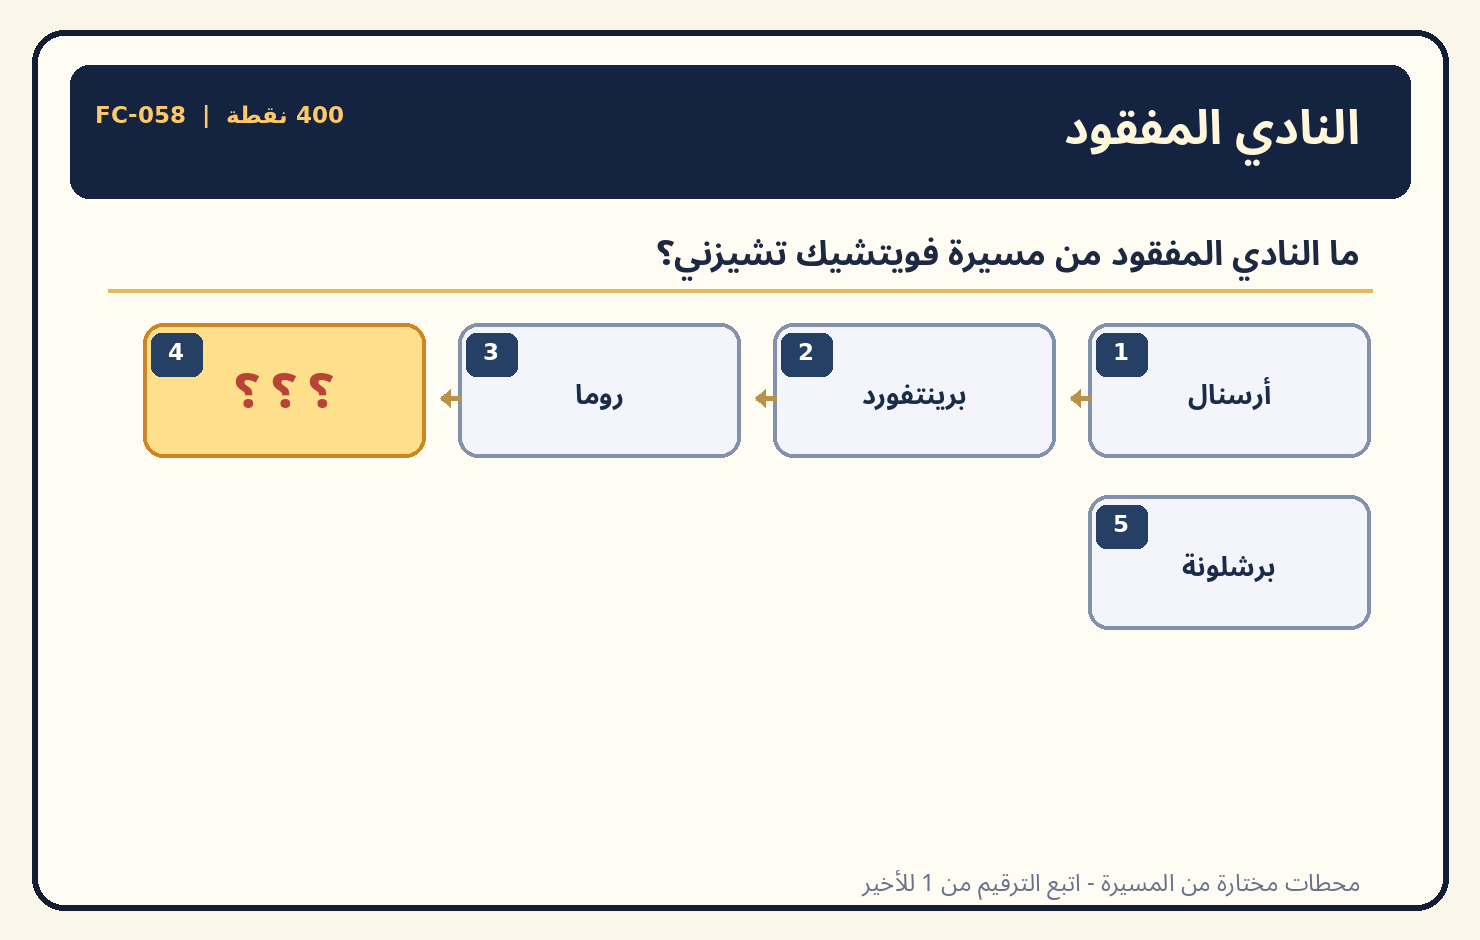 النادي المفقود
400 نقطة | FC-058
ما النادي المفقود من مسيرة فويتشيك تشيزني؟
1
أرسنال
2
برينتفورد
3
روما
4
؟ ؟ ؟
5
برشلونة
محطات مختارة من المسيرة - اتبع الترقيم من 1 للأخير